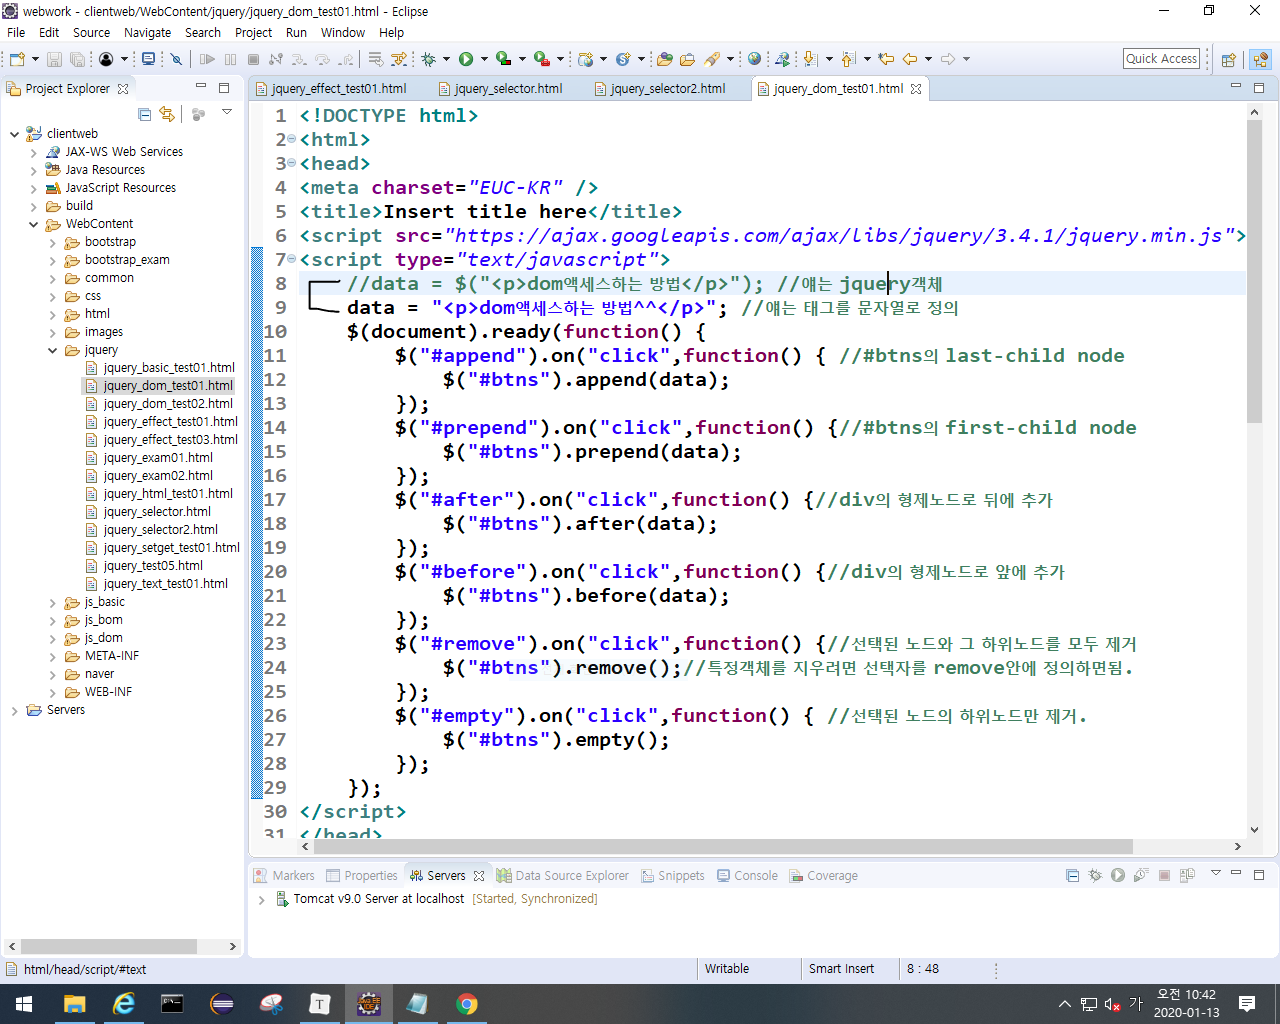 webwork - clientweb/WebContent/jquery/jquery_dom_test01.html - Eclipse
File Edit Source Navigate Search Project Run Window Help
Quick Access
Project Explorer
jquery_effect_test01.html jquery_selector.html jquery_selector2.html jquery_dom_test01.html
clientweb
JAX-WS Web Services
Java Resources
JavaScript Resources
build
WebContent
bootstrap
bootstrap_exam
common
css
html
images
jquery
jquery_basic_test01.html
jquery_dom_test01.html
jquery_dom_test02.html
jquery_effect_test01.html
jquery_effect_test03.html
jquery_exam01.html
jquery_exam02.html
jquery_html_test01.html
jquery_selector.html
jquery_selector2.html
jquery_setget_test01.html
jquery_test05.html
jquery_text_test01.html
js_basic
js_bom
js_dom
META-INF
naver
WEB-INF
Servers
1 <!DOCTYPE html>
2 <html>
3 <head>
4 <meta charset="EUC-KR" />
5 <title>Insert title here</title>
6 <script src="https://ajax.googleapis.com/ajax/libs/jquery/3.4.1/jquery.min.js">
7 <script type="text/javascript">
8 //data = $("<p>dom액세스하는 방법</p>"); //얘는 jquery객체
9 data = "<p>dom액세스하는 방법^^</p>"; //얘는 태그를 문자열로 정의
10 $(document).ready(function() {
11 $("#append").on("click",function() { //#btns의 last-child node
12 $("#btns").append(data);
13 });
14 $("#prepend").on("click",function() {//#btns의 first-child node
15 $("#btns").prepend(data);
16 });
17 $("#after").on("click",function() {//div의 형제노드로 뒤에 추가
18 $("#btns").after(data);
19 });
20 $("#before").on("click",function() {//div의 형제노드로 앞에 추가
21 $("#btns").before(data);
22 });
23 $("#remove").on("click",function() {//선택된 노드와 그 하위노드를 모두 제거
24 $("#btns").remove();//특정객체를 지우려면 선택자를 remove안에 정의하면됨.
25 });
26 $("#empty").on("click",function() { //선택된 노드의 하위노드만 제거.
27 $("#btns").empty();
28 });
29 });
30 </script>
31 </head>
Markers Properties Servers Data Source Explorer Snippets Console Coverage
Tomcat v9.0 Server at localhost [Started, Synchronized]
html/head/script/#text Writable Smart Insert 8 : 48
가 오전 10:42
2020-01-13